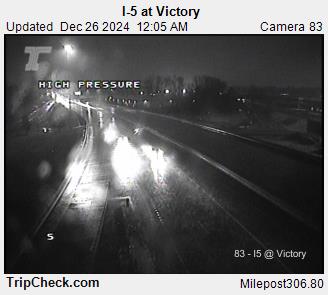 I-5 at Victory
Updated Dec 26 2024 12:05 AM Camera 83
HIGH PRESSURE
S
83 - I5 @ Victory
TripCheck.com Milepost306.80